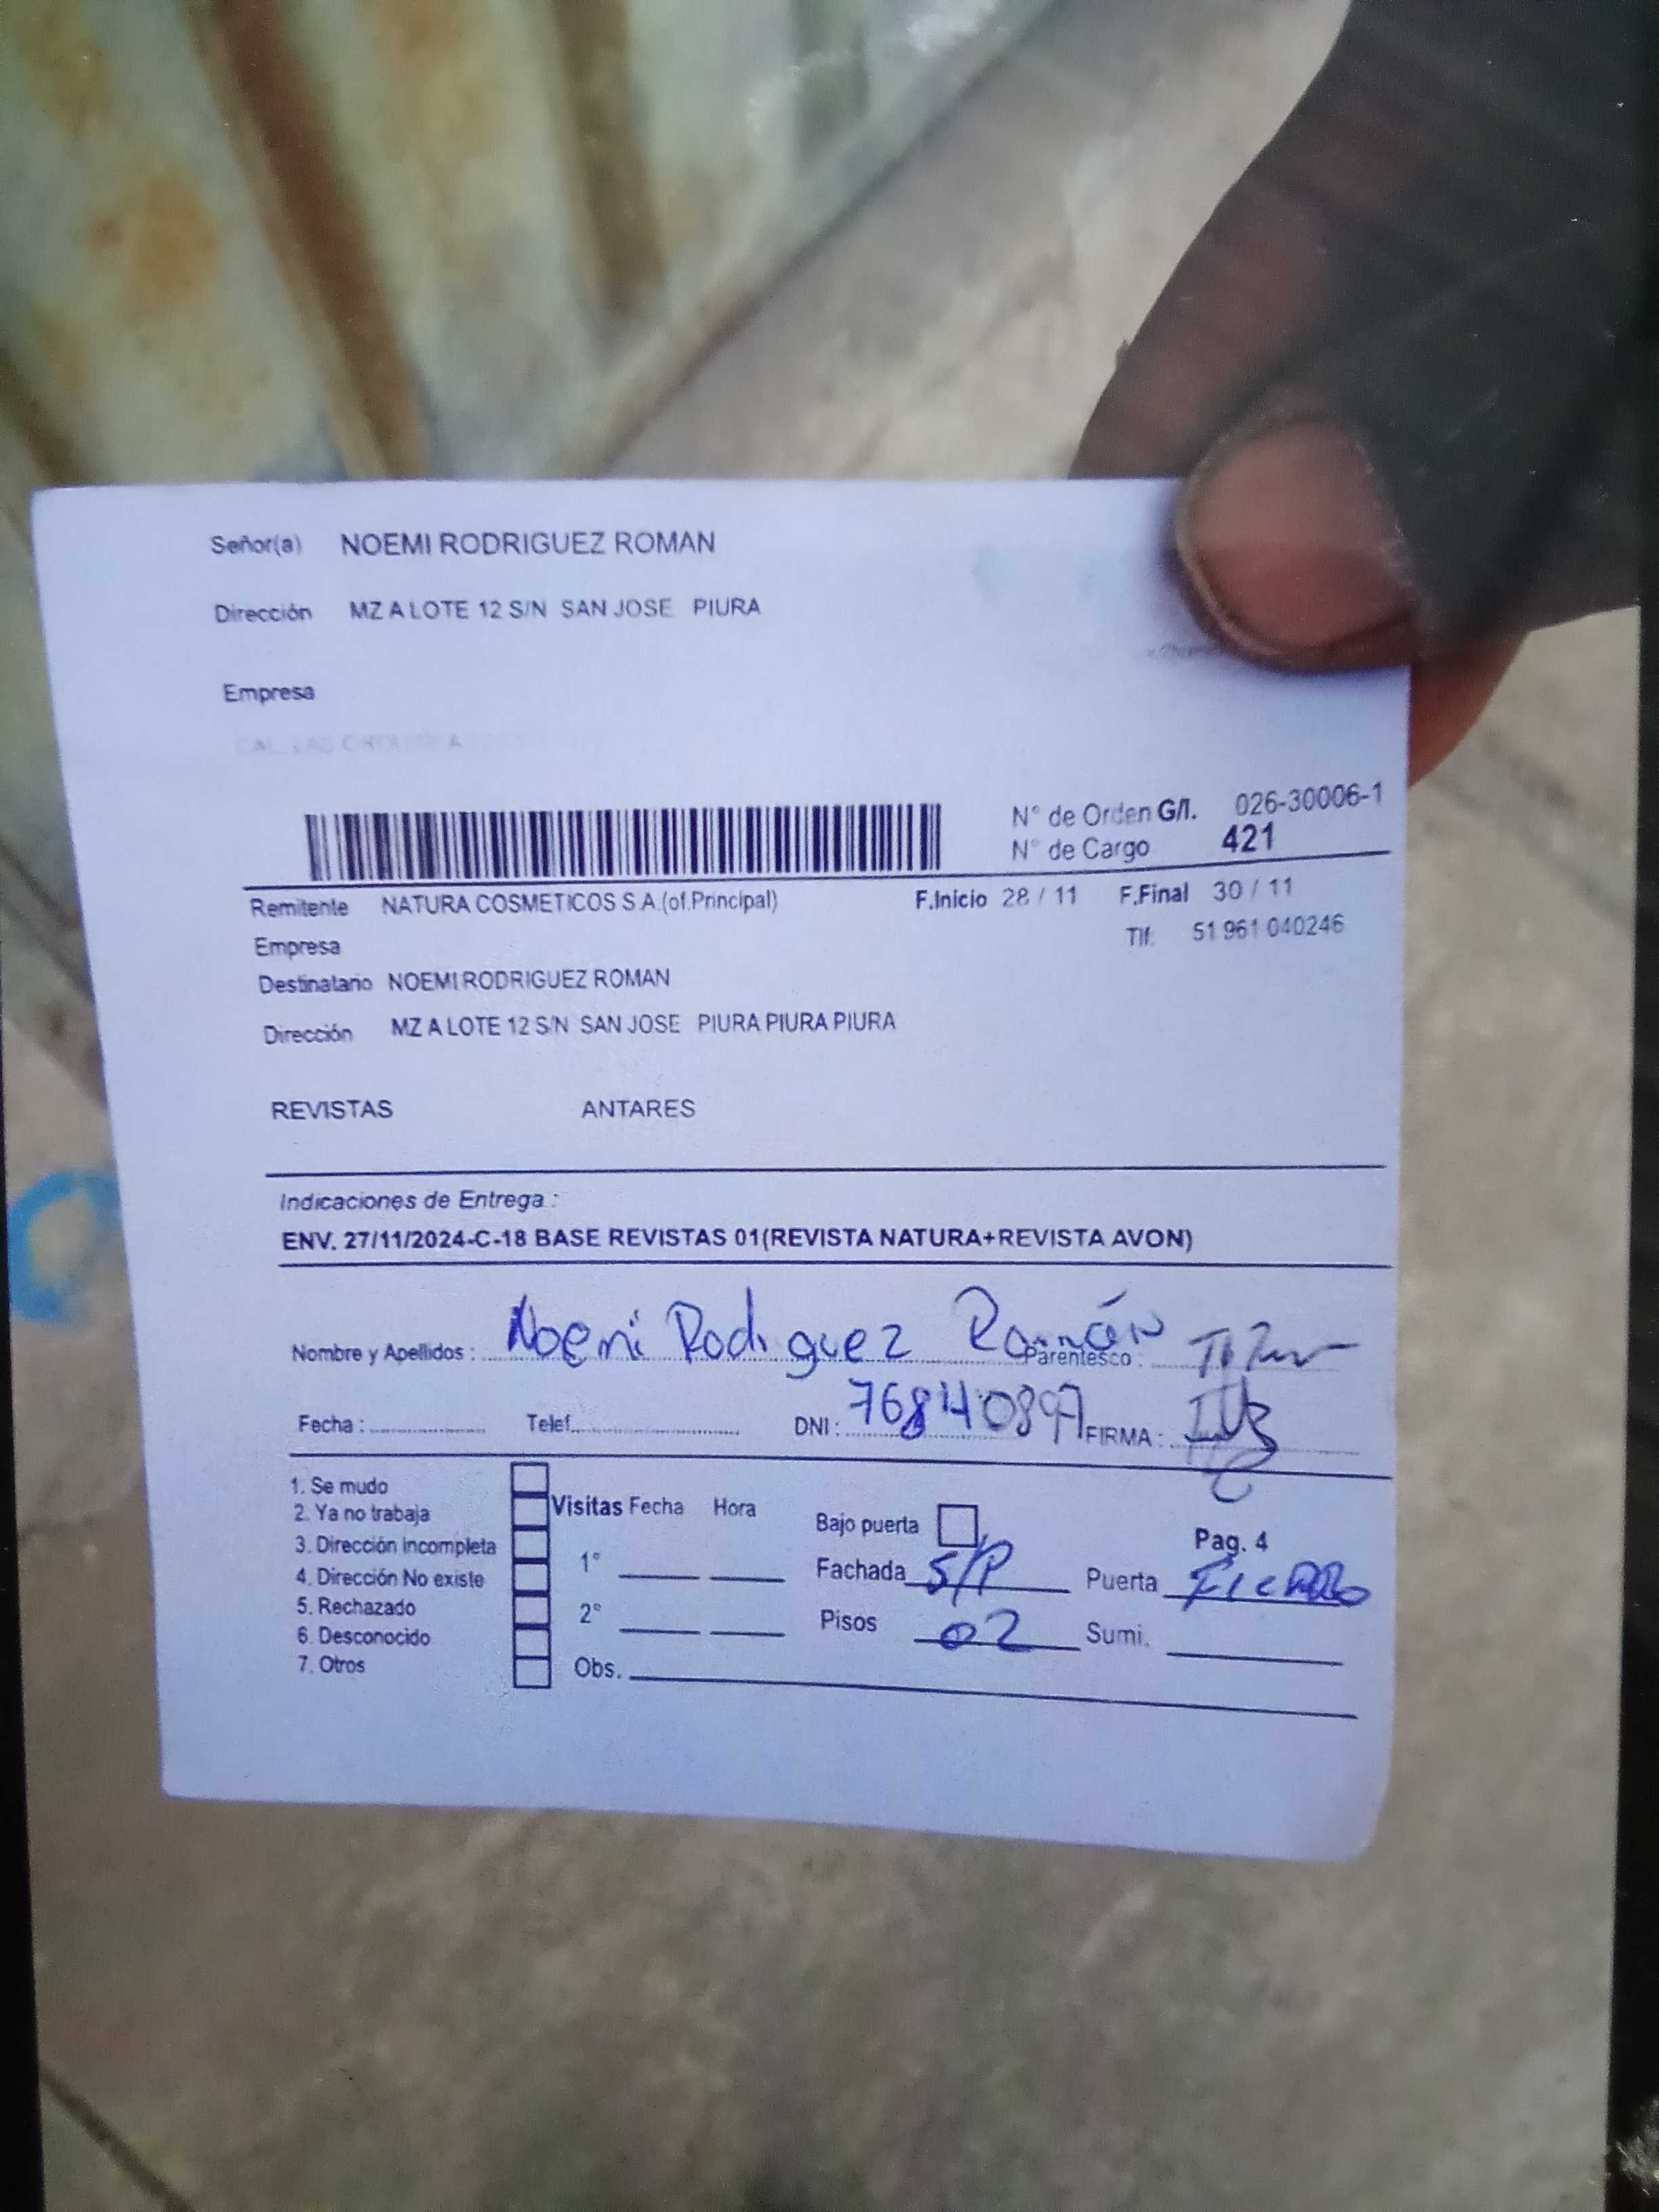 Señor(a) NOEMI RODRIGUEZ ROMAN
Dirección MZ A LOTE 12 S/N SAN JOSE PIURA
Empresa
N° de Orden G/I. 026-30006-1
N° de Cargo 421
Remitente NATURA COSMETICOS S.A.(of.Principal) F.Inicio 28 / 11 F.Final 30 / 11
Empresa Tlf: 51 961 040246
Destinatario NOEMI RODRIGUEZ ROMAN
Dirección MZ A LOTE 12 S/N SAN JOSE PIURA PIURA PIURA
REVISTAS ANTARES
Indicaciones de Entrega :
ENV. 27/11/2024-C-18 BASE REVISTAS 01(REVISTA NATURA+REVISTA AVON)
Nombre y Apellidos : Noemi Rodriguez Román Parentesco :
Fecha : Telef. DNI : FIRMA :
1. Se mudo
2. Ya no trabaja
3. Dirección incompleta
4. Dirección No existe
5. Rechazado
6. Desconocido
7. Otros
Visitas Fecha Hora
1°
2°
Obs.
Bajo puerta
Fachada S/P
Pisos 02
Pag. 4
Puerta
Sumi.